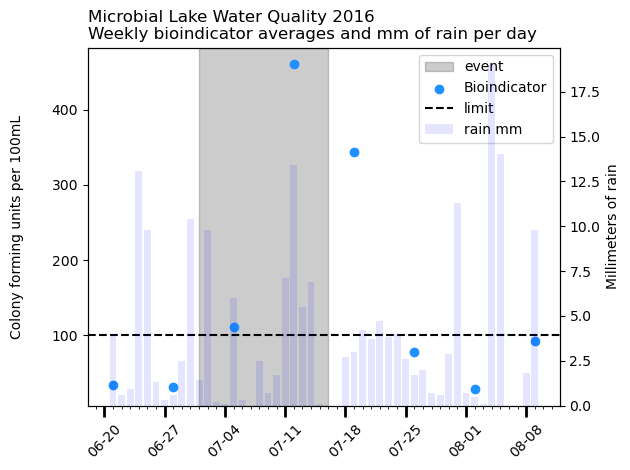 Microbial Lake Water Quality 2016
Weekly bioindicator averages and mm of rain per day
Colony forming units per 100mL
400
300
200
100
event
Bioindicator
limit
rain mm
17.5
15.0
12.5
10.0
7.5
5.0
2.5
0.0
Millimeters of rain
06-20
06-27
07-04
07-11
07-18
07-25
08-01
08-08